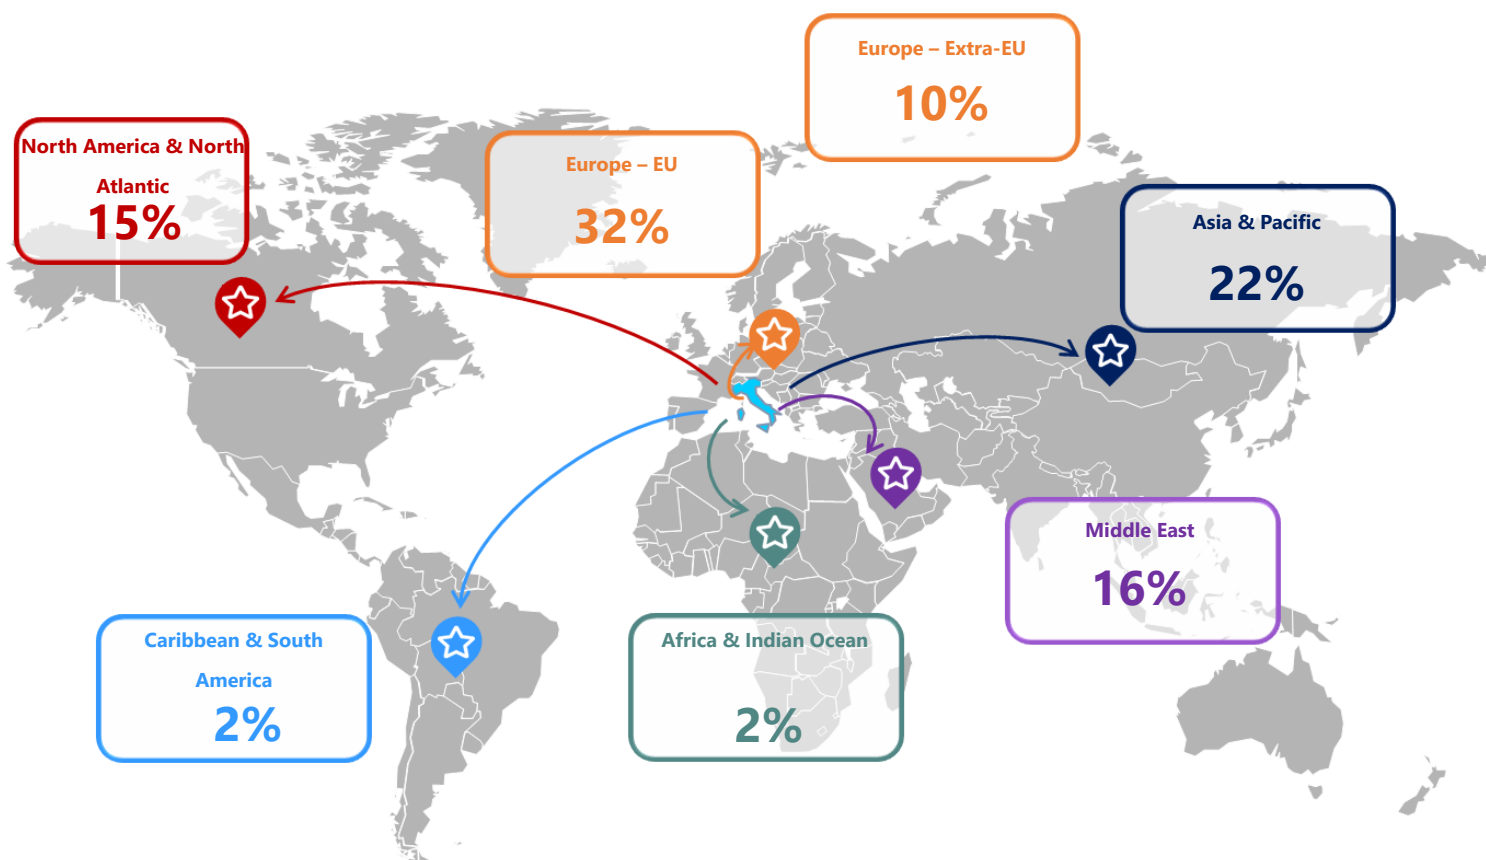 Europe – Extra-EU
10%
North America & North
Atlantic
15%
Europe – EU
32%
Asia & Pacific
22%
Middle East
16%
Caribbean & South
America
2%
Africa & Indian Ocean
2%